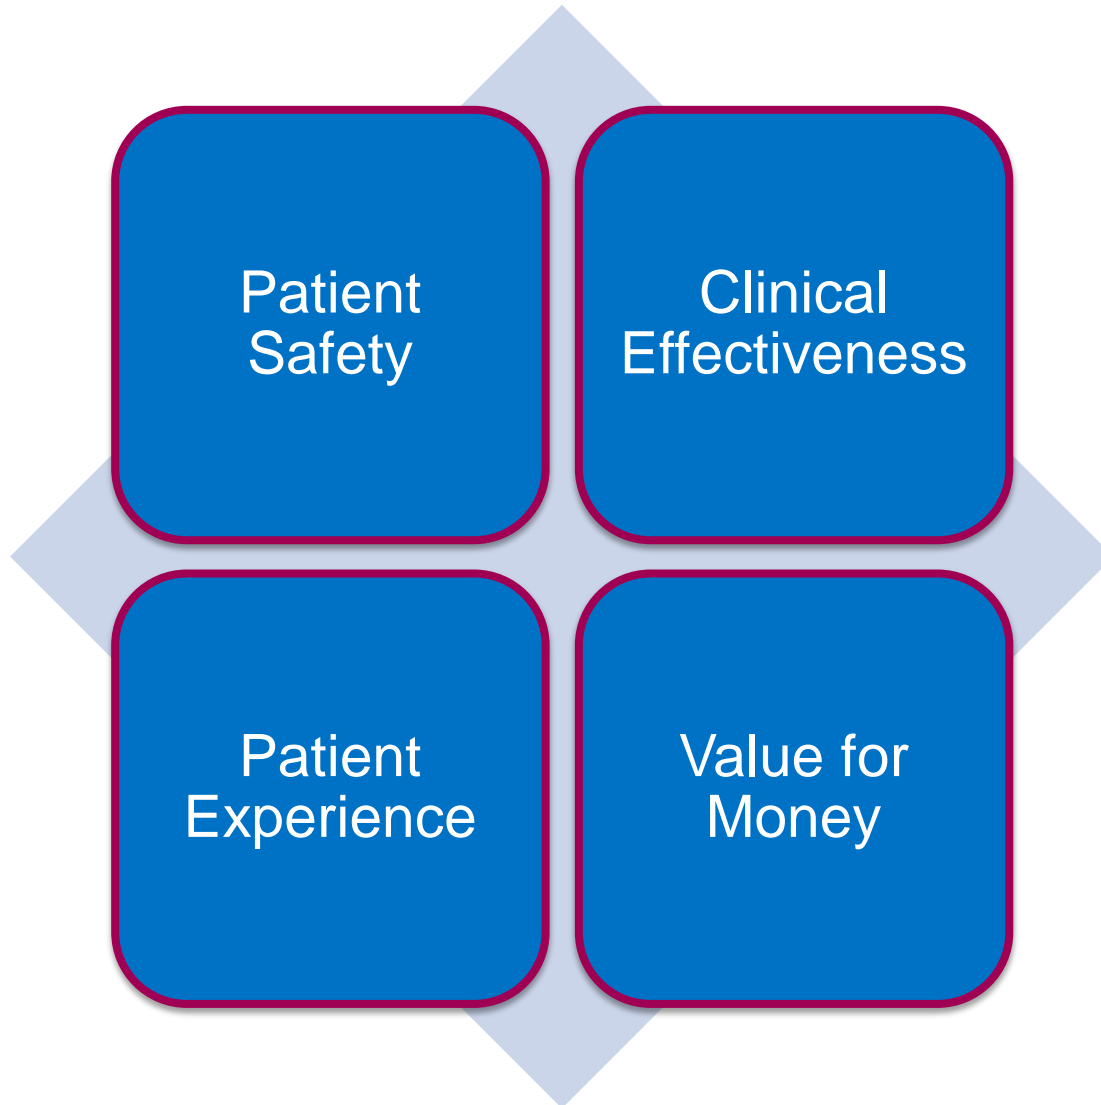 Patient
Safety
Clinical
Effectiveness
Patient
Experience
Value for
Money